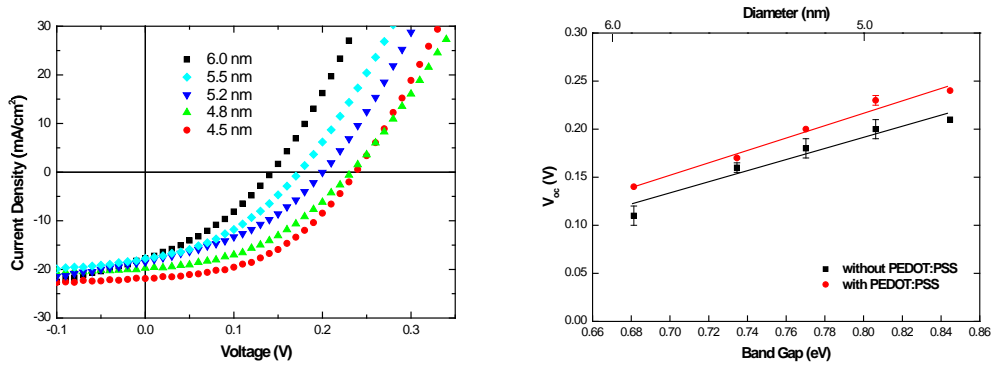 30
20
10
0
-10
-20
-30
-0.1
0.0
0.1
0.2
0.3
Current Density (mA/cm²)
Voltage (V)
6.0 nm
5.5 nm
5.2 nm
4.8 nm
4.5 nm
Diameter (nm)
6.0
5.0
0.30
0.25
0.20
0.15
0.10
0.05
0.00
0.66
0.68
0.70
0.72
0.74
0.76
0.78
0.80
0.82
0.84
0.86
Voc (V)
Band Gap (eV)
without PEDOT:PSS
with PEDOT:PSS